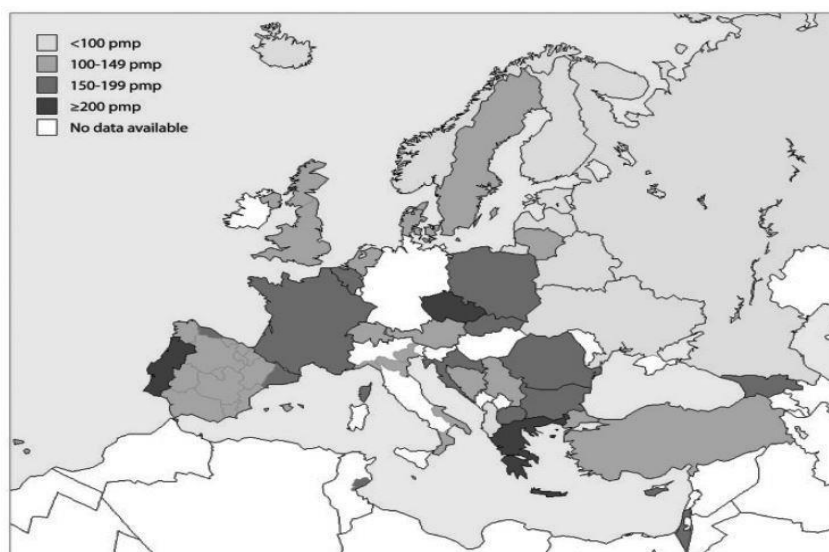 <100 pmp
100-149 pmp
150-199 pmp
≥200 pmp
No data available